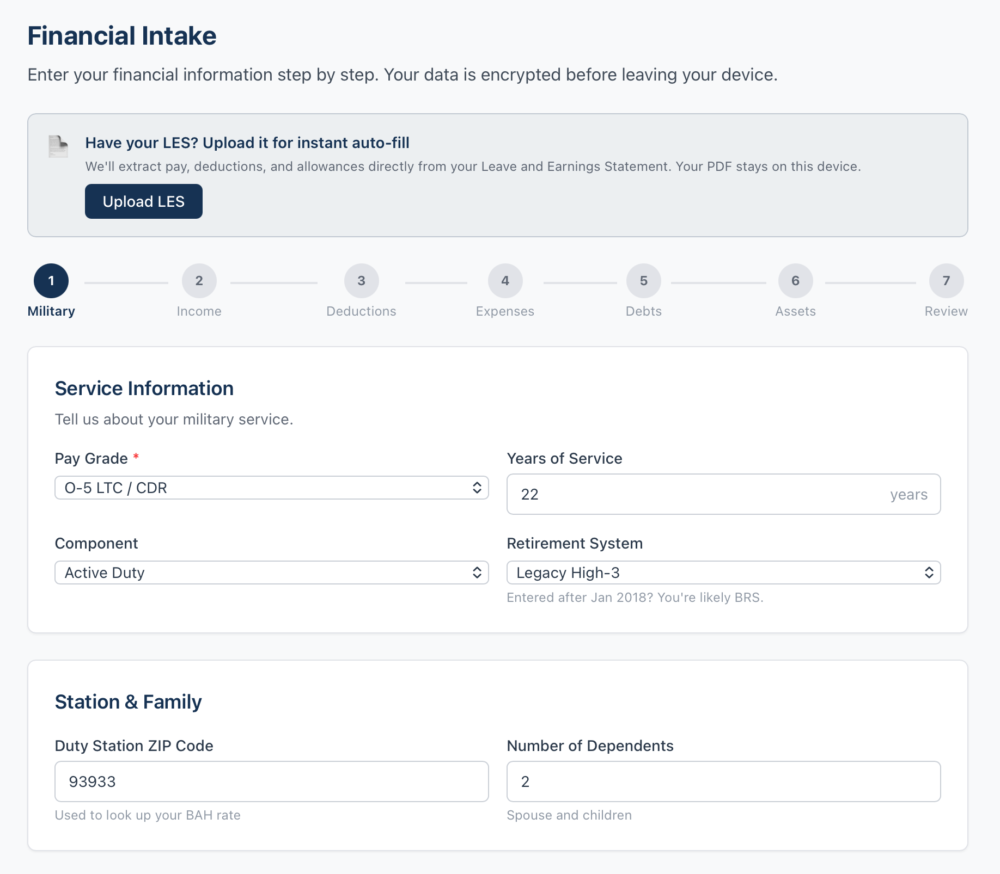 Financial Intake
Enter your financial information step by step. Your data is encrypted before leaving your device.
Have your LES? Upload it for instant auto-fill
We'll extract pay, deductions, and allowances directly from your Leave and Earnings Statement. Your PDF stays on this device.
Upload LES
1 2 3 4 5 6 7
Military Income Deductions Expenses Debts Assets Review
Service Information
Tell us about your military service.
Pay Grade *
O-5 LTC / CDR
Years of Service
22 years
Component
Active Duty
Retirement System
Legacy High-3
Entered after Jan 2018? You're likely BRS.
Station & Family
Duty Station ZIP Code
93933
Used to look up your BAH rate
Number of Dependents
2
Spouse and children